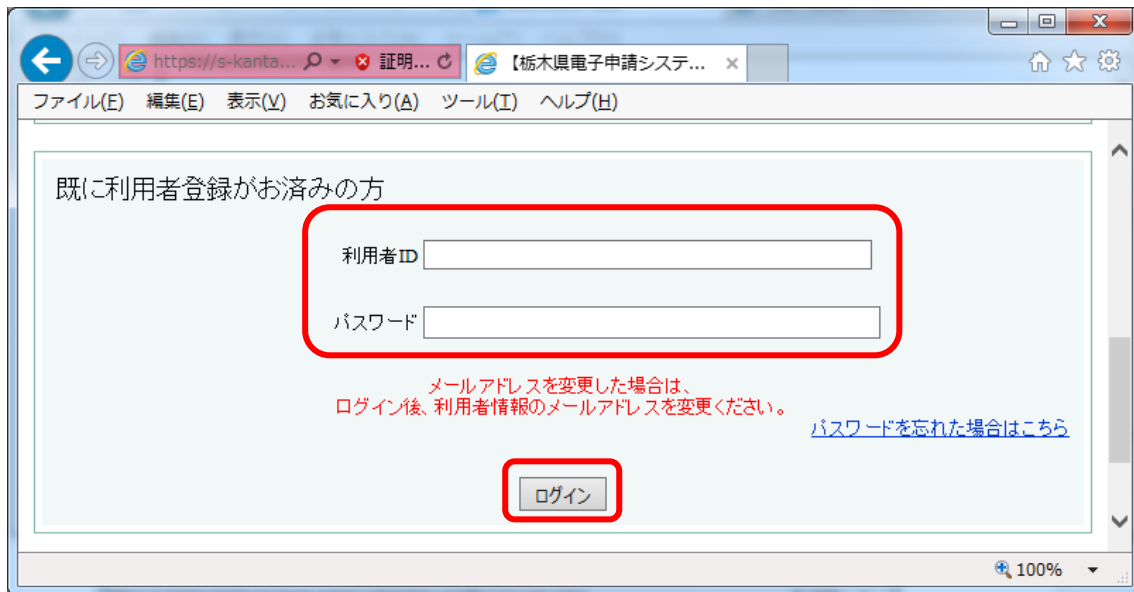 https://s-kanta... 証明... 【栃木県電子申請システ...
ファイル(F) 編集(E) 表示(V) お気に入り(A) ツール(T) ヘルプ(H)
既に利用者登録がお済みの方
利用者ID
パスワード
メールアドレスを変更した場合は、
ログイン後、利用者情報のメールアドレスを変更ください。
パスワードを忘れた場合はこちら
ログイン
100%